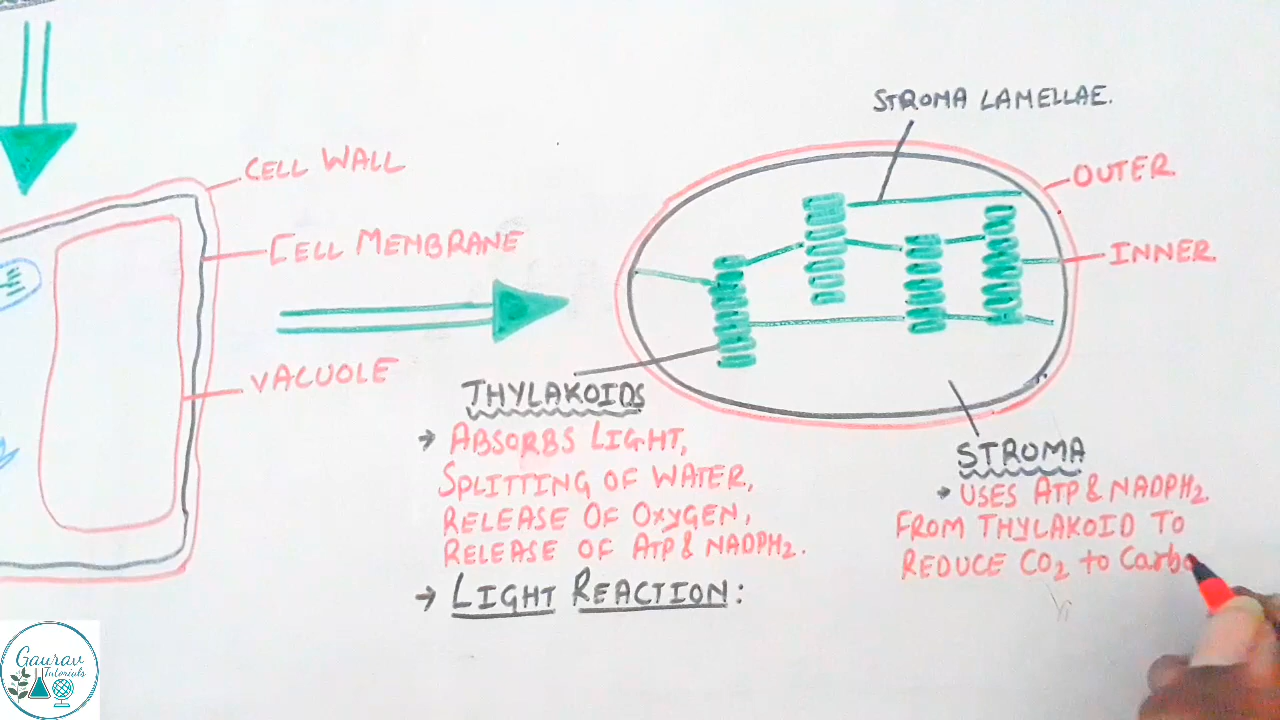 STROMA LAMELLAE.
CELL WALL
OUTER
CELL MEMBRANE
INNER
VACUOLE
THYLAKOIDS
→ ABSORBS LIGHT,
SPLITTING OF WATER,
RELEASE OF OXYGEN,
RELEASE OF ATP & NADPH2.
→ LIGHT REACTION:
STROMA
→ USES ATP & NADPH2
FROM THYLAKOID TO
REDUCE CO2 to Carbo
Gaurav
Tutorials